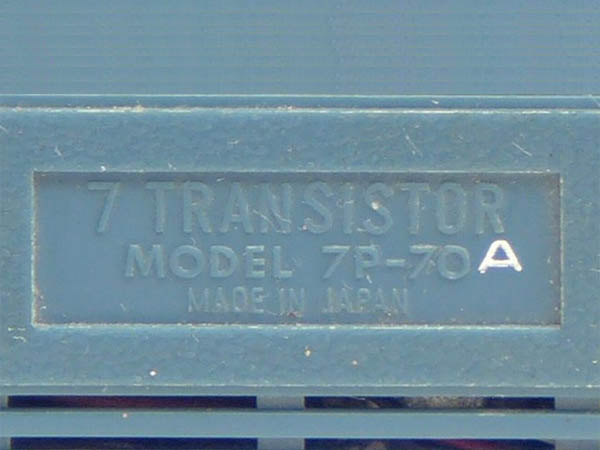 7 TRANSISTOR
MODEL 7P-70A
MADE IN JAPAN